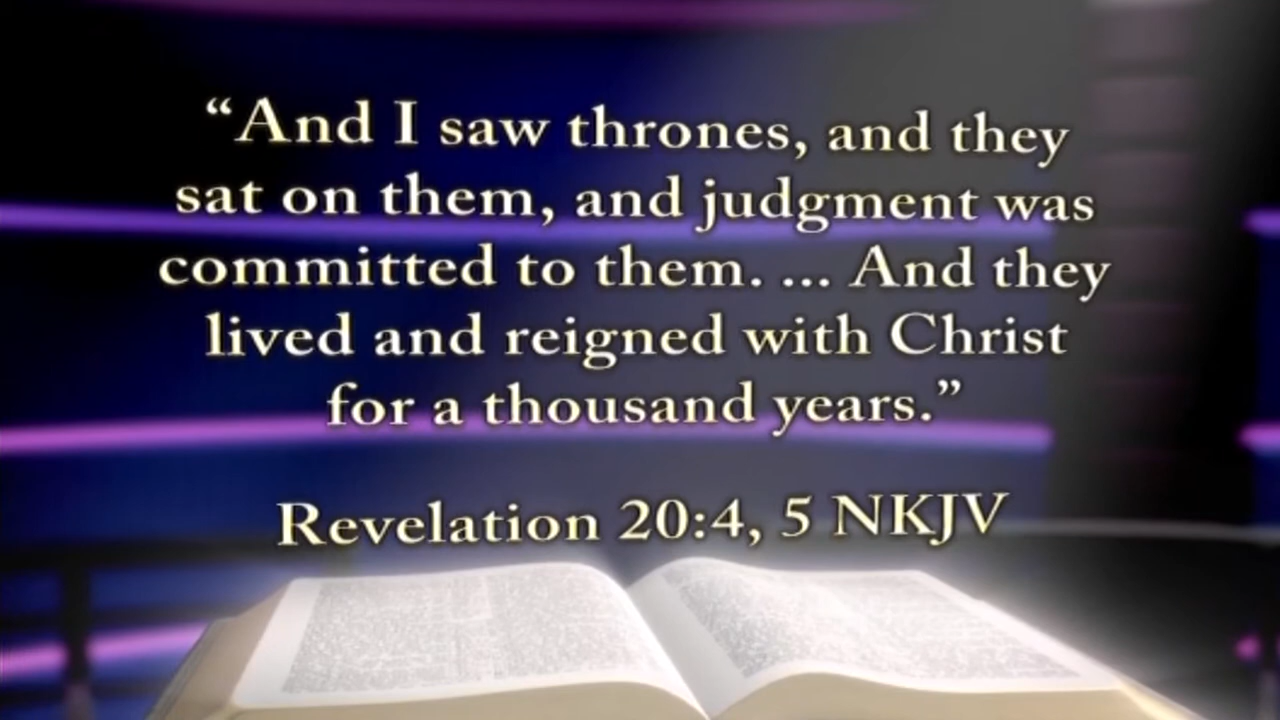 “And I saw thrones, and they
sat on them, and judgment was
committed to them. ... And they
lived and reigned with Christ
for a thousand years.”
Revelation 20:4, 5 NKJV